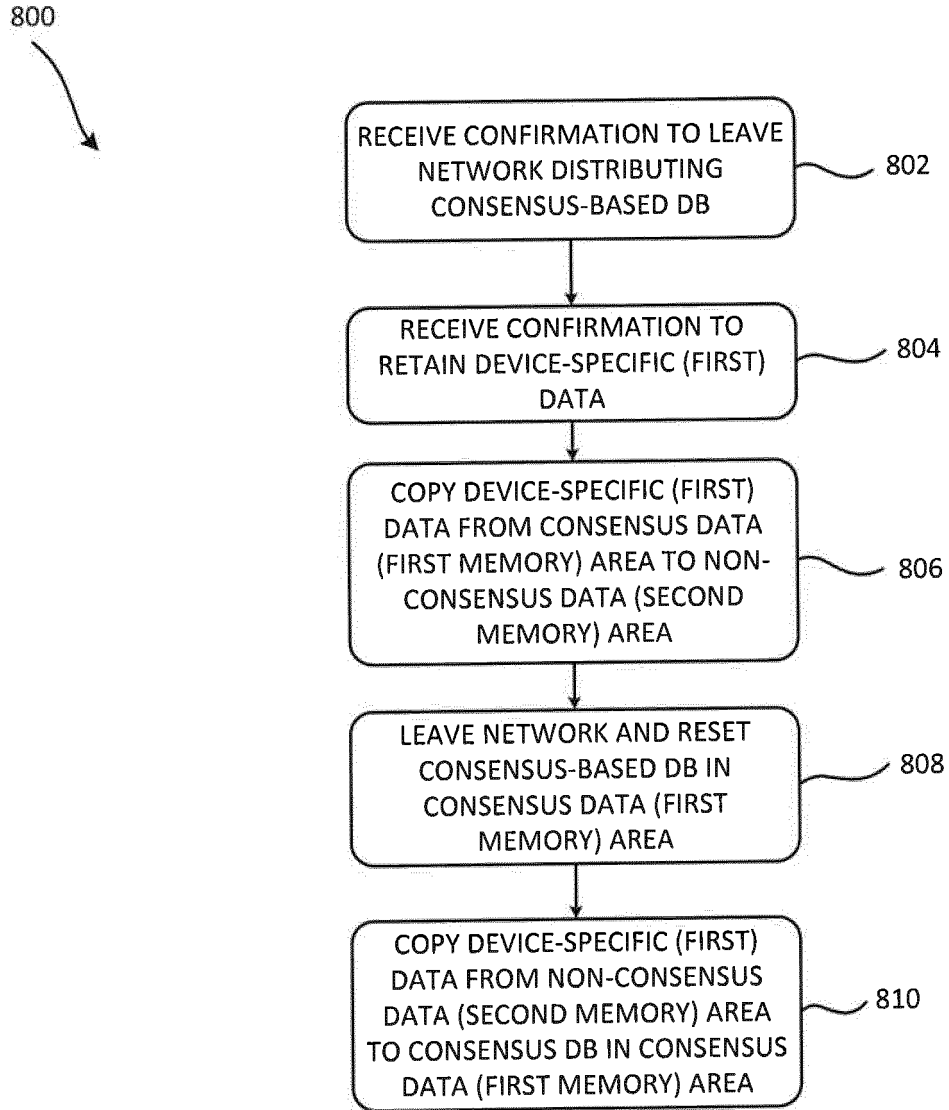 800
RECEIVE CONFIRMATION TO LEAVE
NETWORK DISTRIBUTING
CONSENSUS-BASED DB
802
RECEIVE CONFIRMATION TO
RETAIN DEVICE-SPECIFIC (FIRST)
DATA
804
COPY DEVICE-SPECIFIC (FIRST)
DATA FROM CONSENSUS DATA
(FIRST MEMORY) AREA TO NON-
CONSENSUS DATA (SECOND
MEMORY) AREA
806
LEAVE NETWORK AND RESET
CONSENSUS-BASED DB IN
CONSENSUS DATA (FIRST
MEMORY) AREA
808
COPY DEVICE-SPECIFIC (FIRST)
DATA FROM NON-CONSENSUS
DATA (SECOND MEMORY) AREA
TO CONSENSUS DB IN CONSENSUS
DATA (FIRST MEMORY) AREA
810